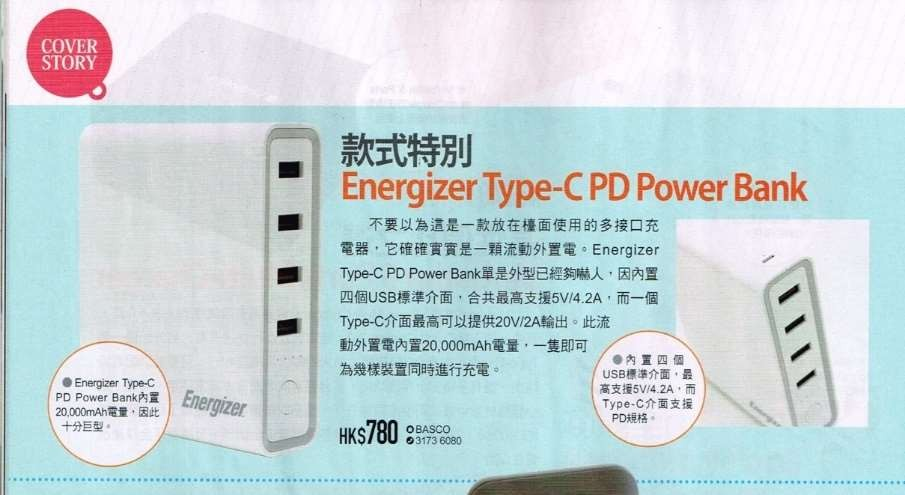 COVER
STORY
款式特別
Energizer Type-C PD Power Bank
不要以為這是一款放在檯面使用的多接口充
電器，它確確實實是一顆流動外置電。Energizer
Type-C PD Power Bank單是外型已經夠嚇人，因內置
四個USB標準介面，合共最高支援5V/4.2A，而一個
Type-C介面最高可以提供20V/2A輸出。此流
動外置電內置20,000mAh電量，一隻即可
為幾樣裝置同時進行充電。
HK$780
BASCO
3173 6080
Energizer
● Energizer Type-C
PD Power Bank內置
20,000mAh電量，因此
十分巨型。
●內置四個
USB標準介面，最
高支援5V/4.2A，而
Type-C介面支援
PD規格。